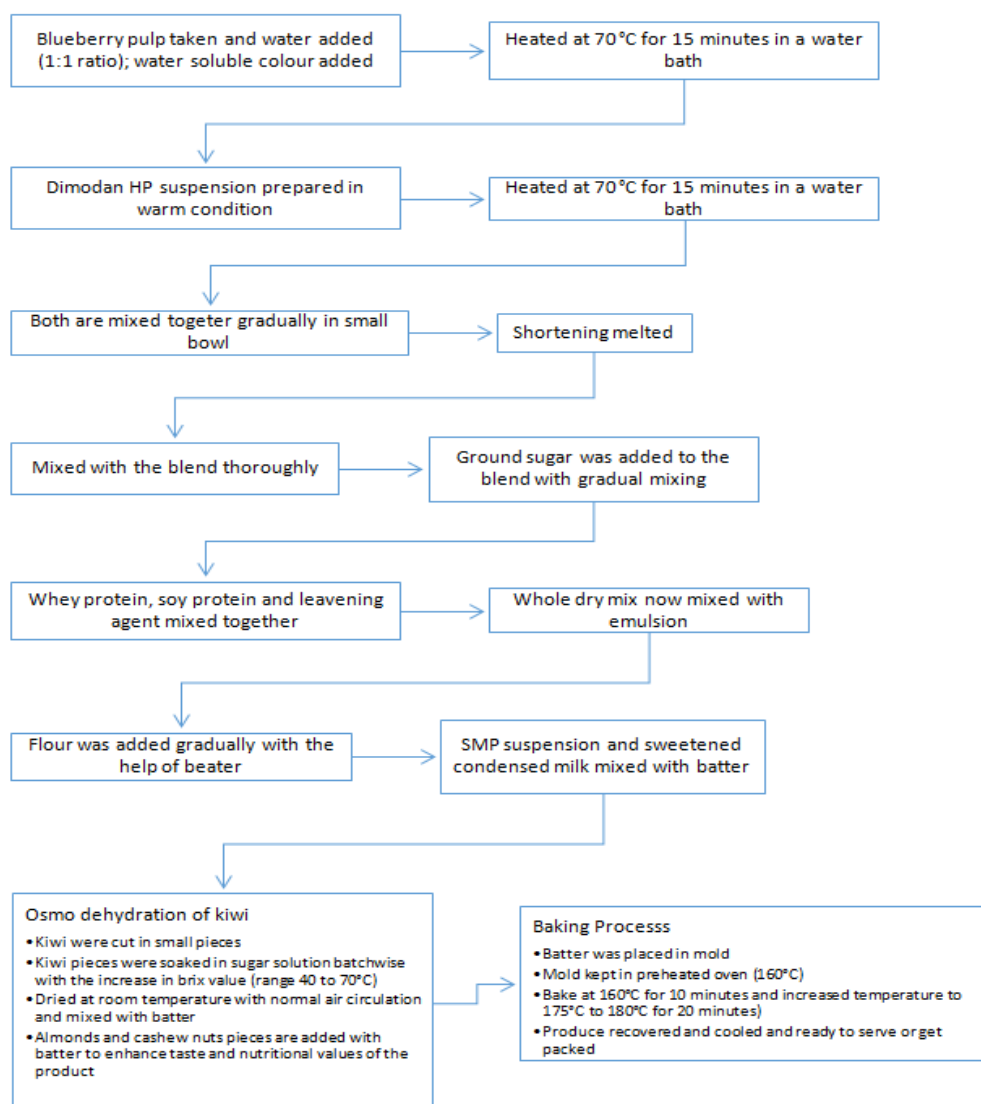 Blueberry pulp taken and water added
(1:1 ratio); water soluble colour added
Heated at 70°C for 15 minutes in a water
bath
Dimodan HP suspension prepared in
warm condition
Heated at 70°C for 15 minutes in a water
bath
Both are mixed togeter gradually in small
bowl
Shortening melted
Mixed with the blend thoroughly
Ground sugar was added to the
blend with gradual mixing
Whey protein, soy protein and leavening
agent mixed together
Whole dry mix now mixed with
emulsion
Flour was added gradually with the
help of beater
SMP suspension and sweetened
condensed milk mixed with batter
Osmo dehydration of kiwi
•Kiwi were cut in small pieces
•Kiwi pieces were soaked in sugar solution batchwise
with the increase in brix value (range 40 to 70°C)
•Dried at room temperature with normal air circulation
and mixed with batter
•Almonds and cashew nuts pieces are added with
batter to enhance taste and nutritional values of the
product
Baking Processs
•Batter was placed in mold
•Mold kept in preheated oven (160°C)
•Bake at 160°C for 10 minutes and increased temperature to
175°C to 180°C for 20 minutes)
•Produce recovered and cooled and ready to serve or get
packed